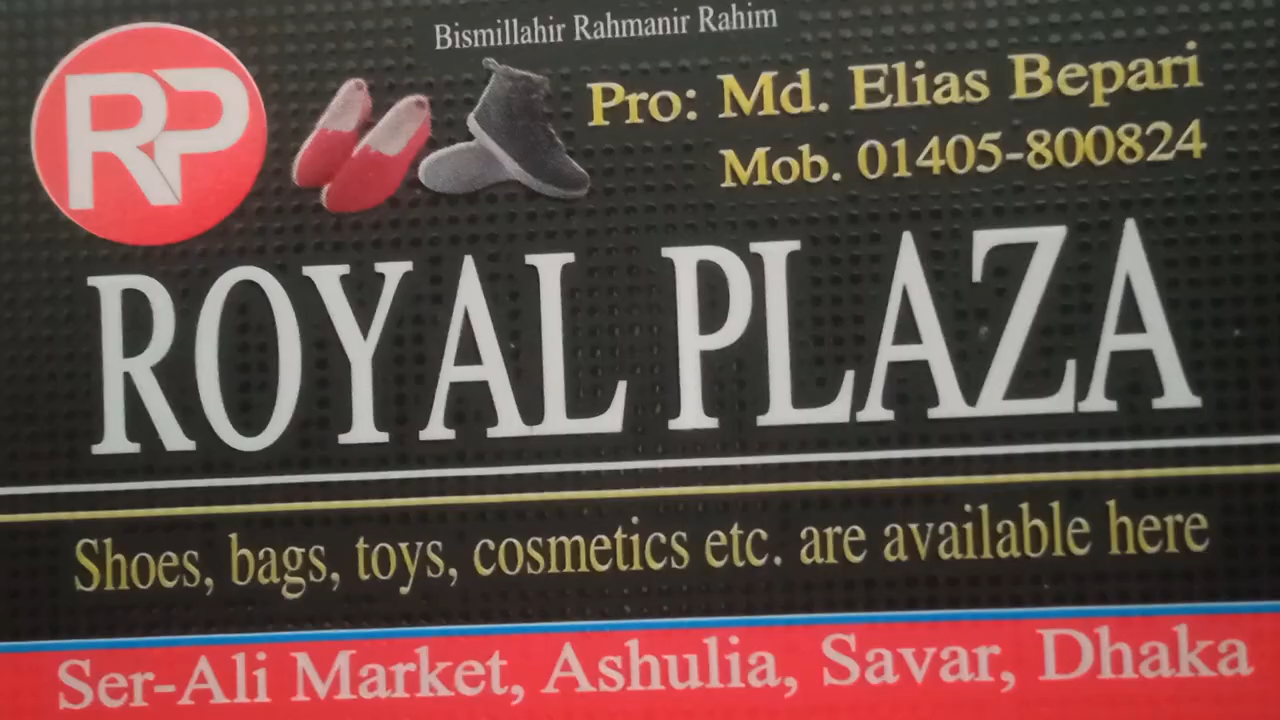 Bismillahir Rahmanir Rahim
RP
Pro: Md. Elias Bepari
Mob. 01405-800824
ROYAL PLAZA
Shoes, bags, toys, cosmetics etc. are available here
Ser-Ali Market, Ashulia, Savar, Dhaka